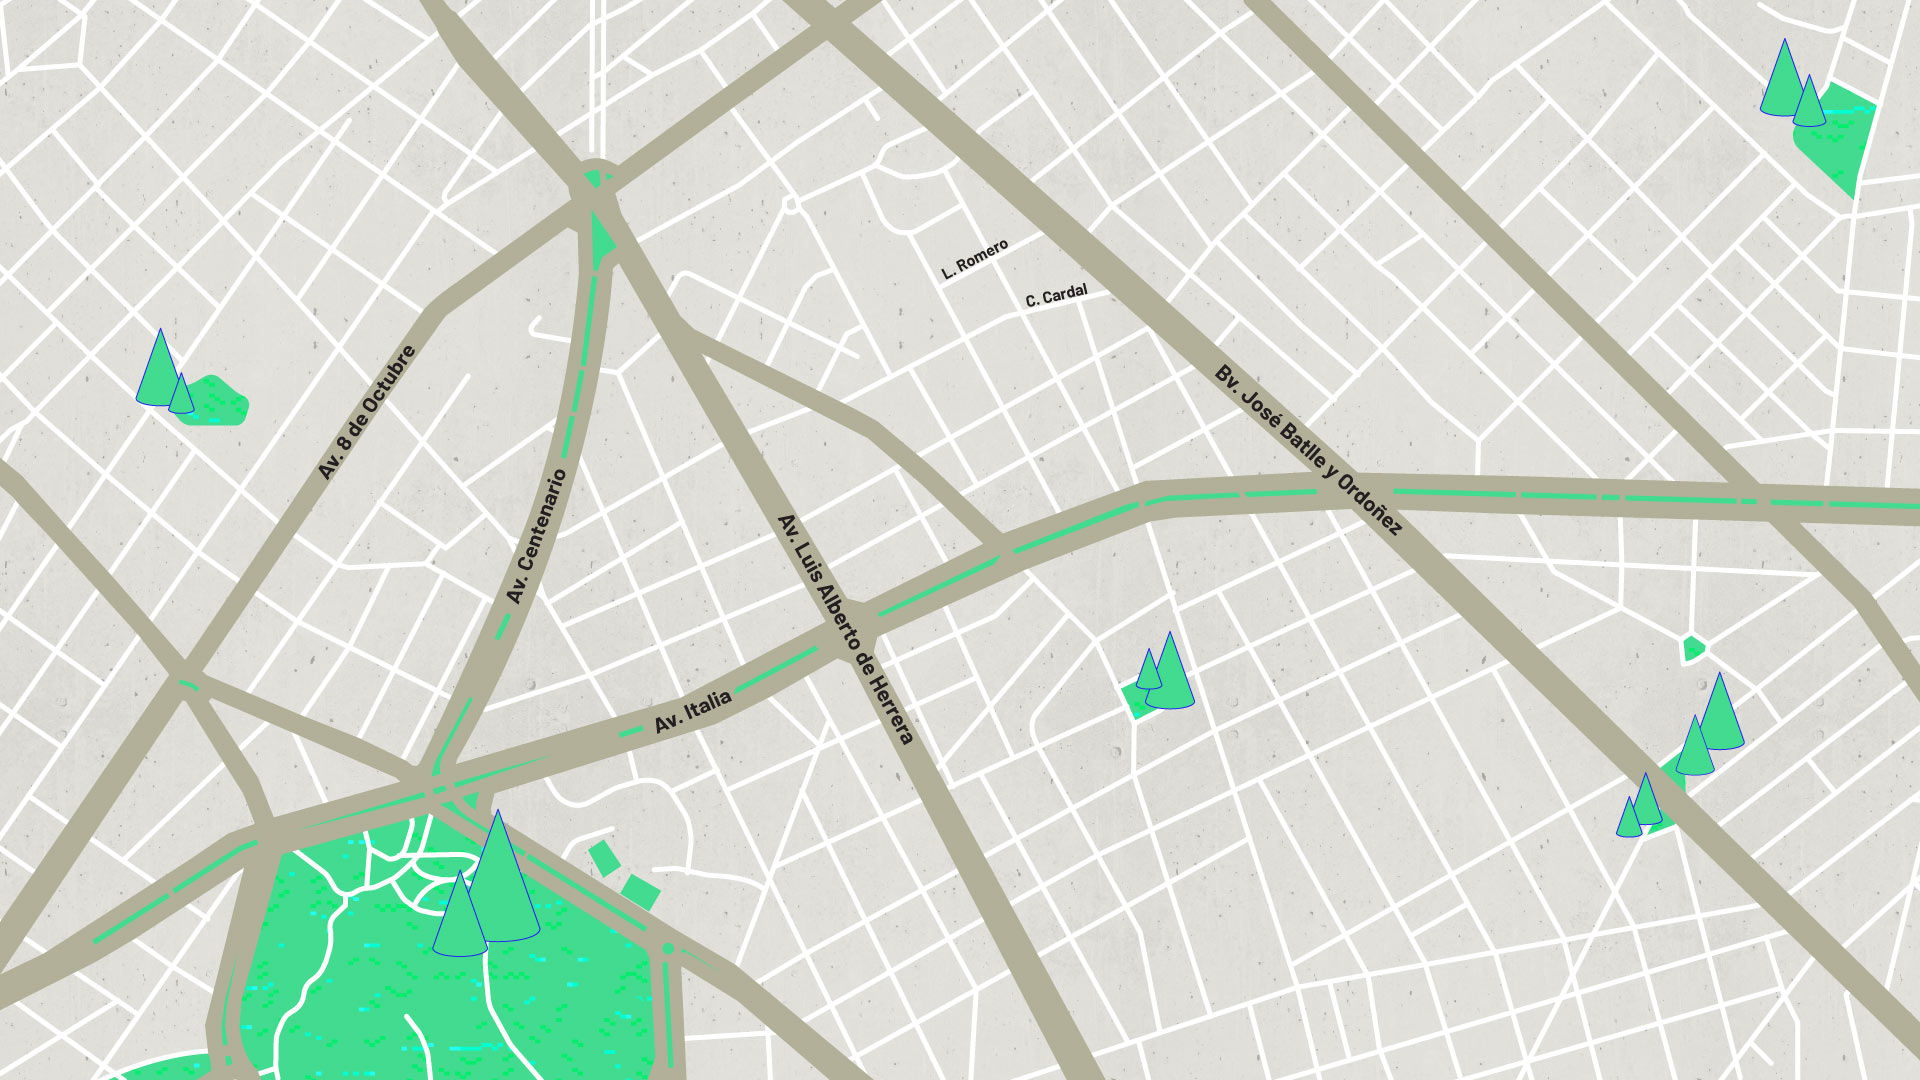 L. Romero
C. Cardal
Av. 8 de Octubre
Bv. José Batlle y Ordoñez
Av. Centenario
Av. Luis Alberto de Herrera
Av. Italia